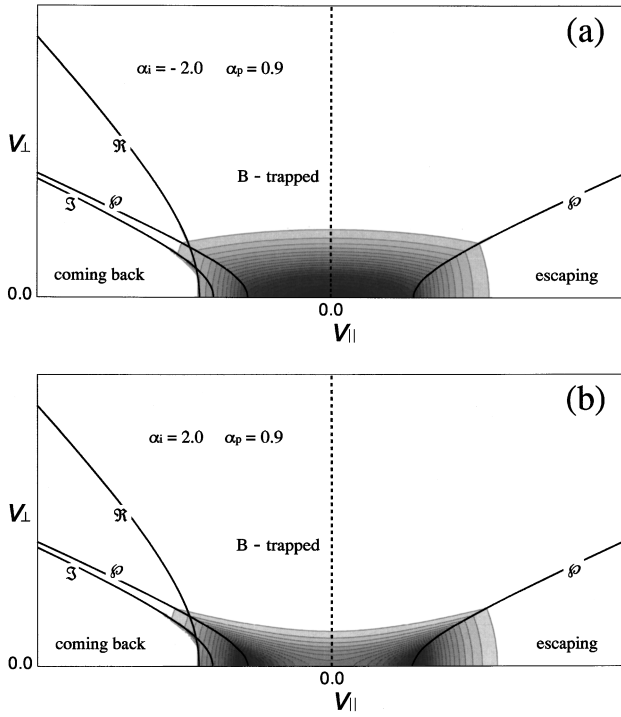 (a)
αi = - 2.0 αp = 0.9
V⊥
ℜ
B - trapped
ℑ ℘ ℘
coming back escaping
0.0
0.0
V||
(b)
αi = 2.0 αp = 0.9
V⊥
ℜ
B - trapped
ℑ ℘ ℘
coming back escaping
0.0
0.0
V||